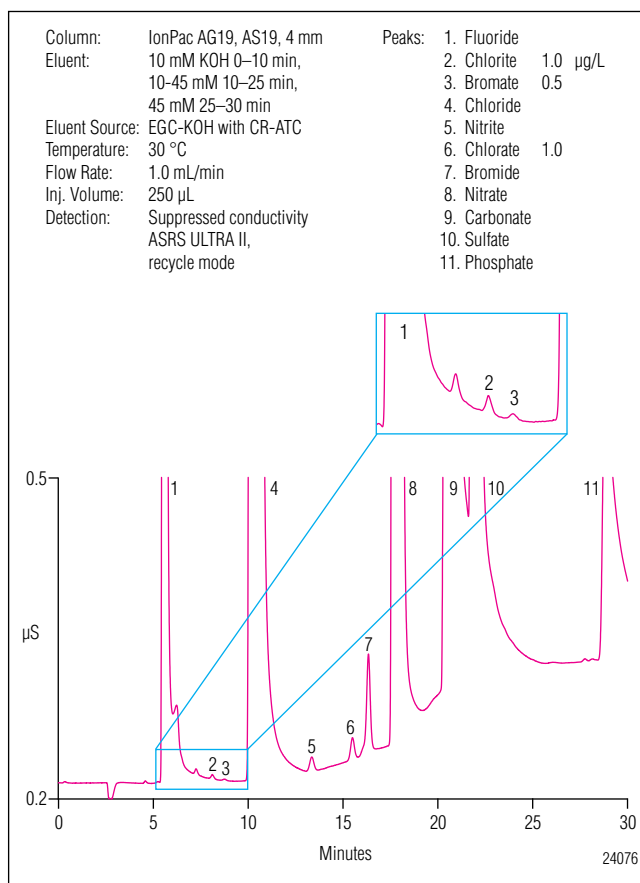 Column: IonPac AG19, AS19, 4 mm
Eluent: 10 mM KOH 0–10 min,
10-45 mM 10–25 min,
45 mM 25–30 min
Eluent Source: EGC-KOH with CR-ATC
Temperature: 30 °C
Flow Rate: 1.0 mL/min
Inj. Volume: 250 µL
Detection: Suppressed conductivity
ASRS ULTRA II,
recycle mode
Peaks: 1. Fluoride
2. Chlorite 1.0 µg/L
3. Bromate 0.5
4. Chloride
5. Nitrite
6. Chlorate 1.0
7. Bromide
8. Nitrate
9. Carbonate
10. Sulfate
11. Phosphate
1
2
3
0.5
1
4
8
9
10
11
µS
7
6
5
2
3
0.2
0 5 10 15 20 25 30
Minutes
24076